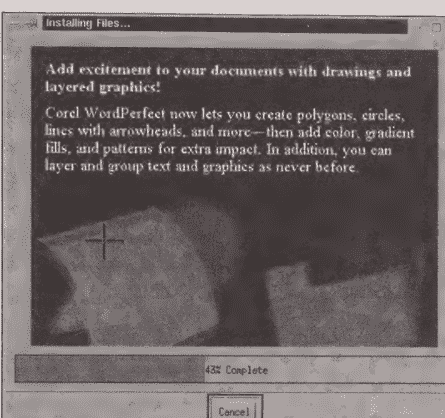 Installing Files...
Add excitement to your documents with drawings and
layered graphics!
Corel WordPerfect now lets you create polygons, circles,
lines with arrowheads, and more—then add color, gradient
fills, and patterns for extra impact. In addition, you can
layer and group text and graphics as never before.
43% Complete
Cancel